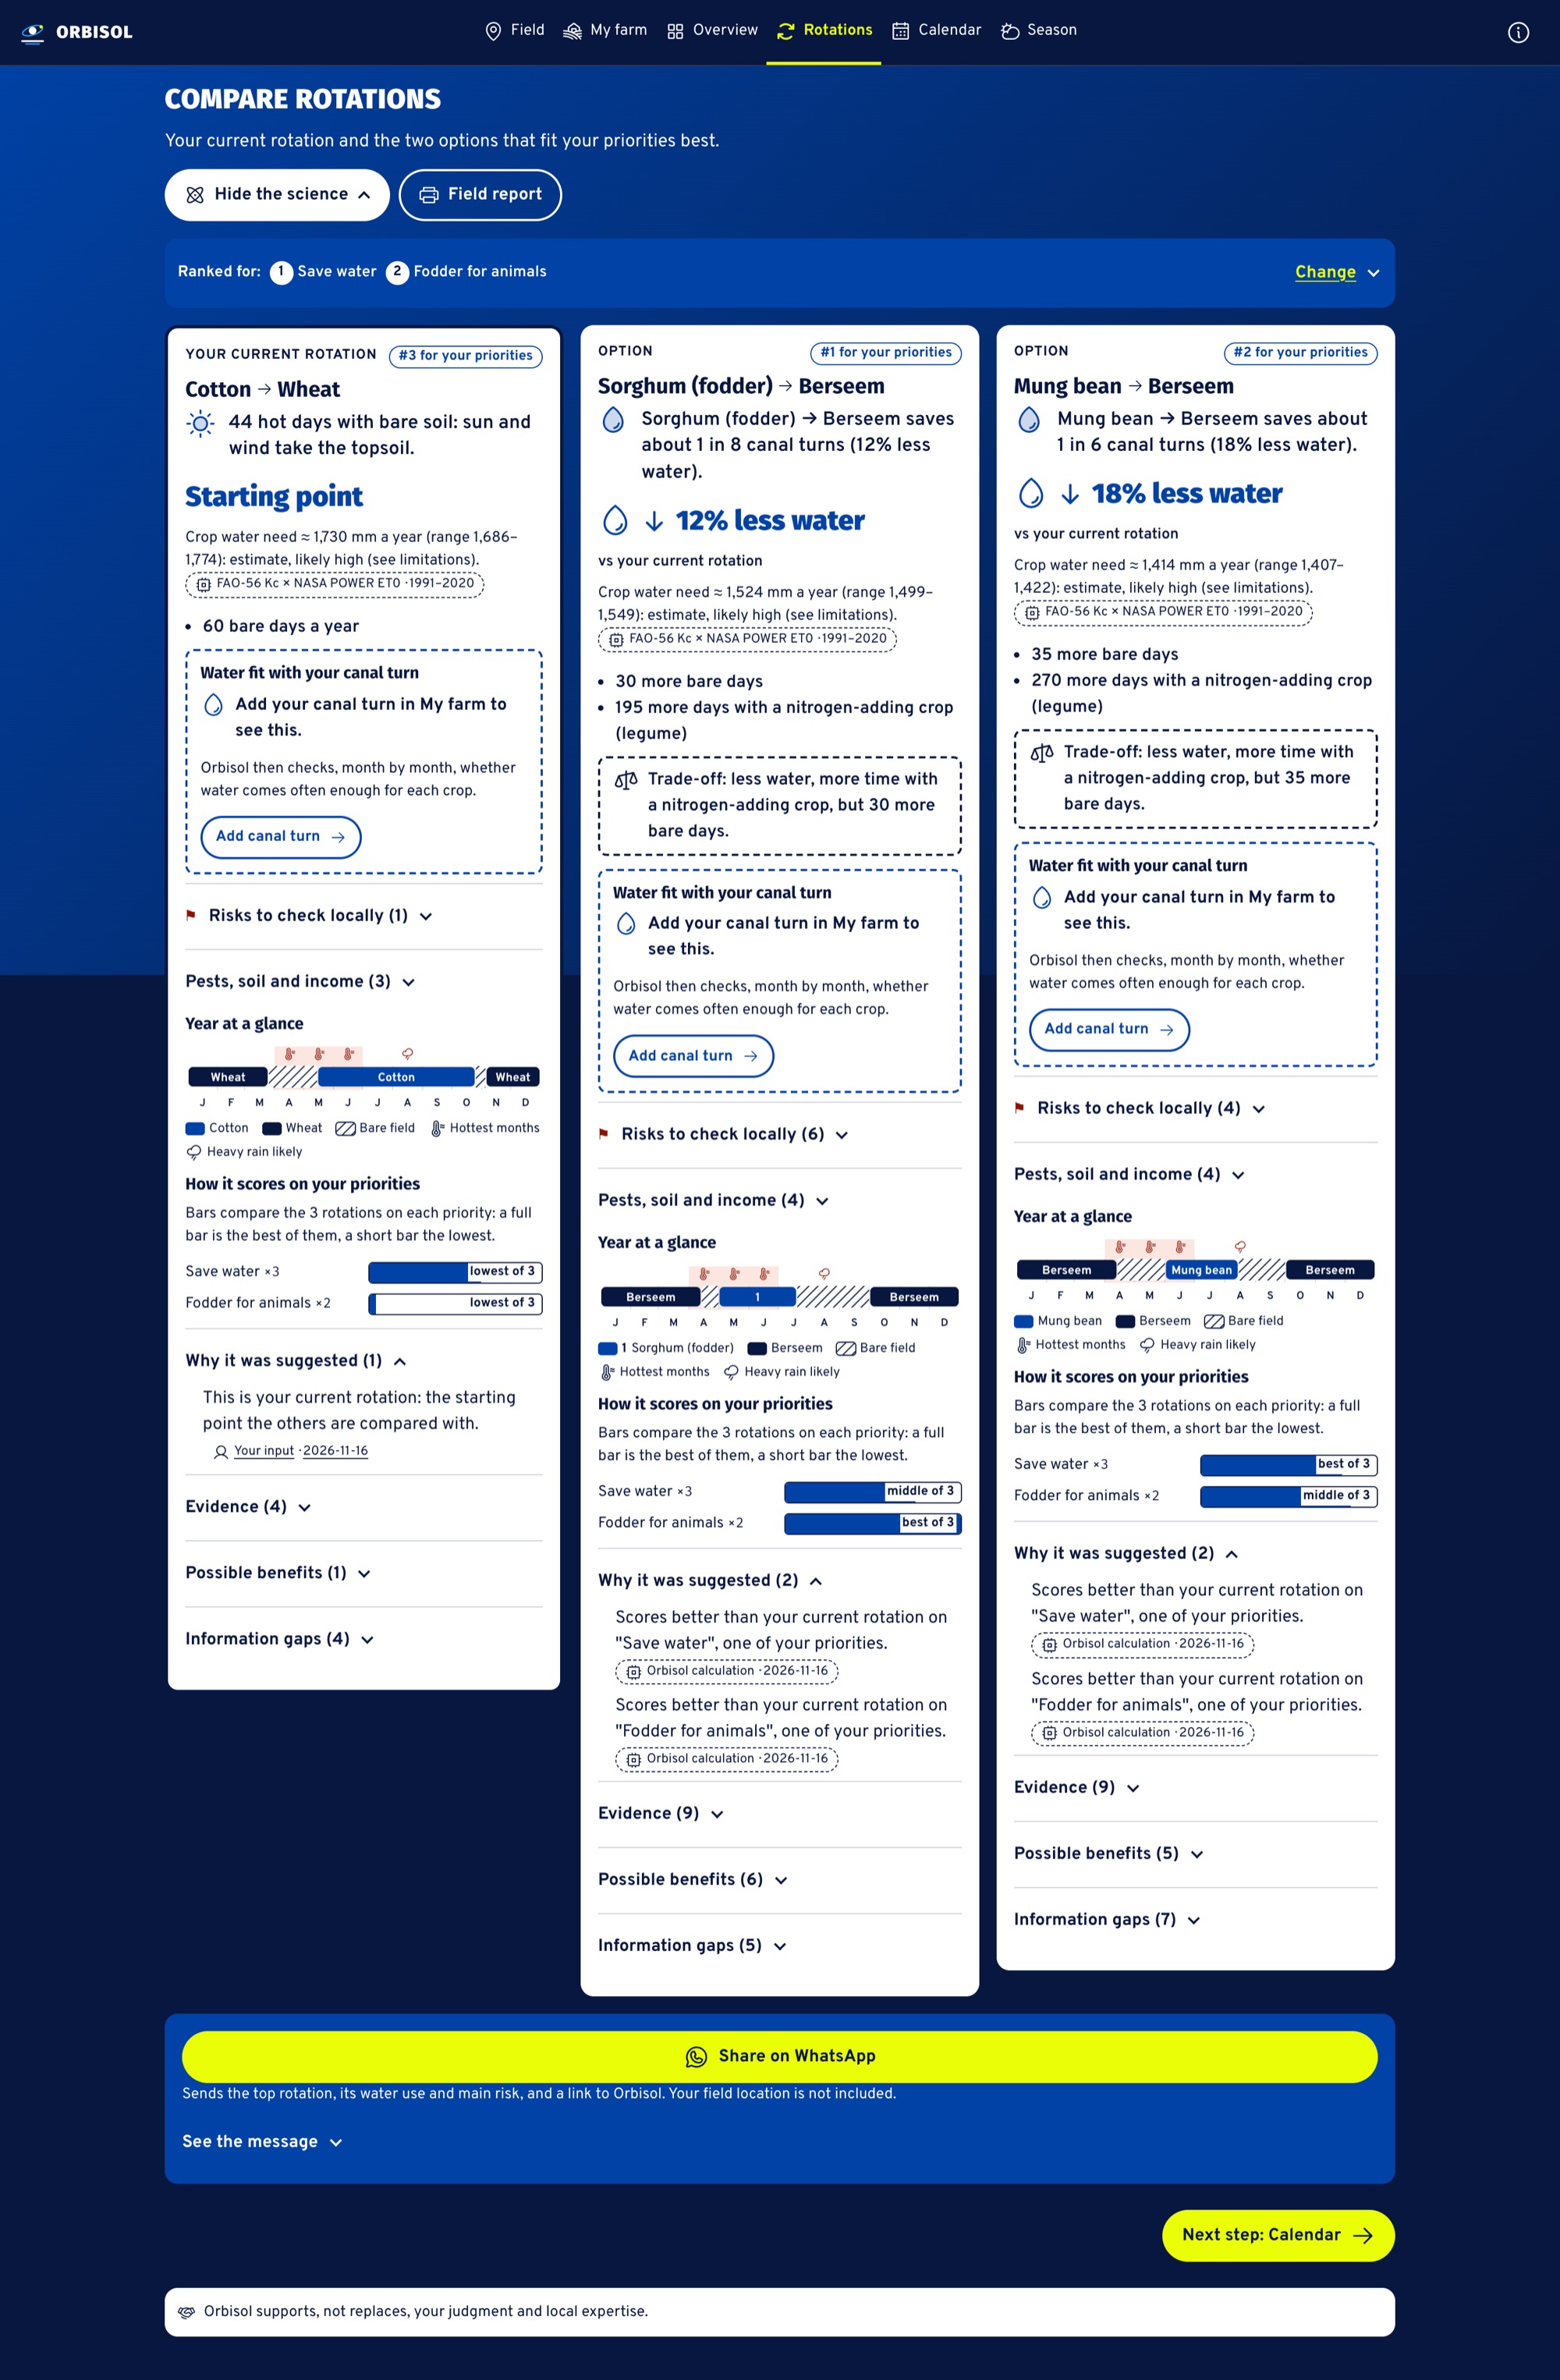 ORBISOL
Field
My farm
Overview
Rotations
Calendar
Season
COMPARE ROTATIONS
Your current rotation and the two options that fit your priorities best.
Hide the science
Field report
Ranked for: 1 Save water 2 Fodder for animals
Change
YOUR CURRENT ROTATION
#3 for your priorities
Cotton → Wheat
44 hot days with bare soil: sun and
wind take the topsoil.
Starting point
Crop water need ≈ 1,730 mm a year (range 1,686–
1,774): estimate, likely high (see limitations).
FAO-56 Kc × NASA POWER ET0 · 1991–2020
• 60 bare days a year
Water fit with your canal turn
Add your canal turn in My farm to
see this.
Orbisol then checks, month by month, whether
water comes often enough for each crop.
Add canal turn →
Risks to check locally (1)
Pests, soil and income (3)
Year at a glance
Wheat Cotton Wheat
J F M A M J J A S O N D
Cotton Wheat Bare field Hottest months
Heavy rain likely
How it scores on your priorities
Bars compare the 3 rotations on each priority: a full
bar is the best of them, a short bar the lowest.
Save water ×3 lowest of 3
Fodder for animals ×2 lowest of 3
Why it was suggested (1)
This is your current rotation: the starting
point the others are compared with.
Your input · 2026-11-16
Evidence (4)
Possible benefits (1)
Information gaps (4)
OPTION
#1 for your priorities
Sorghum (fodder) → Berseem
Sorghum (fodder) → Berseem saves
about 1 in 8 canal turns (12% less
water).
↓ 12% less water
vs your current rotation
Crop water need ≈ 1,524 mm a year (range 1,499–
1,549): estimate, likely high (see limitations).
FAO-56 Kc × NASA POWER ET0 · 1991–2020
• 30 more bare days
• 195 more days with a nitrogen-adding crop
(legume)
Trade-off: less water, more time with
a nitrogen-adding crop, but 30 more
bare days.
Water fit with your canal turn
Add your canal turn in My farm to
see this.
Orbisol then checks, month by month, whether
water comes often enough for each crop.
Add canal turn →
Risks to check locally (6)
Pests, soil and income (4)
Year at a glance
Berseem 1 Berseem
J F M A M J J A S O N D
1 Sorghum (fodder) Berseem Bare field
Hottest months Heavy rain likely
How it scores on your priorities
Bars compare the 3 rotations on each priority: a full
bar is the best of them, a short bar the lowest.
Save water ×3 middle of 3
Fodder for animals ×2 best of 3
Why it was suggested (2)
Scores better than your current rotation on
"Save water", one of your priorities.
Orbisol calculation · 2026-11-16
Scores better than your current rotation on
"Fodder for animals", one of your priorities.
Orbisol calculation · 2026-11-16
Evidence (9)
Possible benefits (6)
Information gaps (5)
OPTION
#2 for your priorities
Mung bean → Berseem
Mung bean → Berseem saves about
1 in 6 canal turns (18% less water).
↓ 18% less water
vs your current rotation
Crop water need ≈ 1,414 mm a year (range 1,407–
1,422): estimate, likely high (see limitations).
FAO-56 Kc × NASA POWER ET0 · 1991–2020
• 35 more bare days
• 270 more days with a nitrogen-adding crop
(legume)
Trade-off: less water, more time with
a nitrogen-adding crop, but 35 more
bare days.
Water fit with your canal turn
Add your canal turn in My farm to
see this.
Orbisol then checks, month by month, whether
water comes often enough for each crop.
Add canal turn →
Risks to check locally (4)
Pests, soil and income (4)
Year at a glance
Berseem Mung bean Berseem
J F M A M J J A S O N D
Mung bean Berseem Bare field
Hottest months Heavy rain likely
How it scores on your priorities
Bars compare the 3 rotations on each priority: a full
bar is the best of them, a short bar the lowest.
Save water ×3 best of 3
Fodder for animals ×2 middle of 3
Why it was suggested (2)
Scores better than your current rotation on
"Save water", one of your priorities.
Orbisol calculation · 2026-11-16
Scores better than your current rotation on
"Fodder for animals", one of your priorities.
Orbisol calculation · 2026-11-16
Evidence (9)
Possible benefits (5)
Information gaps (7)
Share on WhatsApp
Sends the top rotation, its water use and main risk, and a link to Orbisol. Your field location is not included.
See the message
Next step: Calendar →
Orbisol supports, not replaces, your judgment and local expertise.